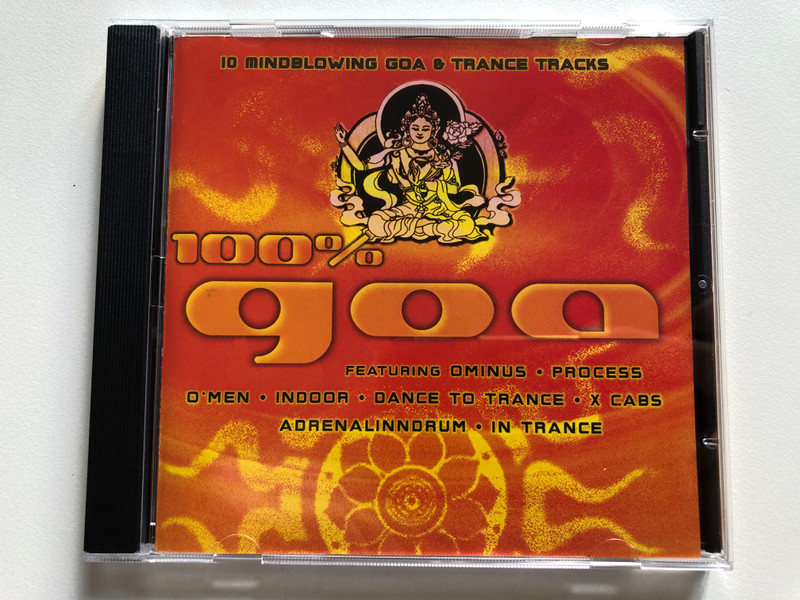 10 MINDBLOWING GOA & TRANCE TRACKS
100%
goa
FEATURING OMINUS • PROCESS
O'MEN • INDOOR • DANCE TO TRANCE • X CABS
ADRENALINNDRUM • IN TRANCE